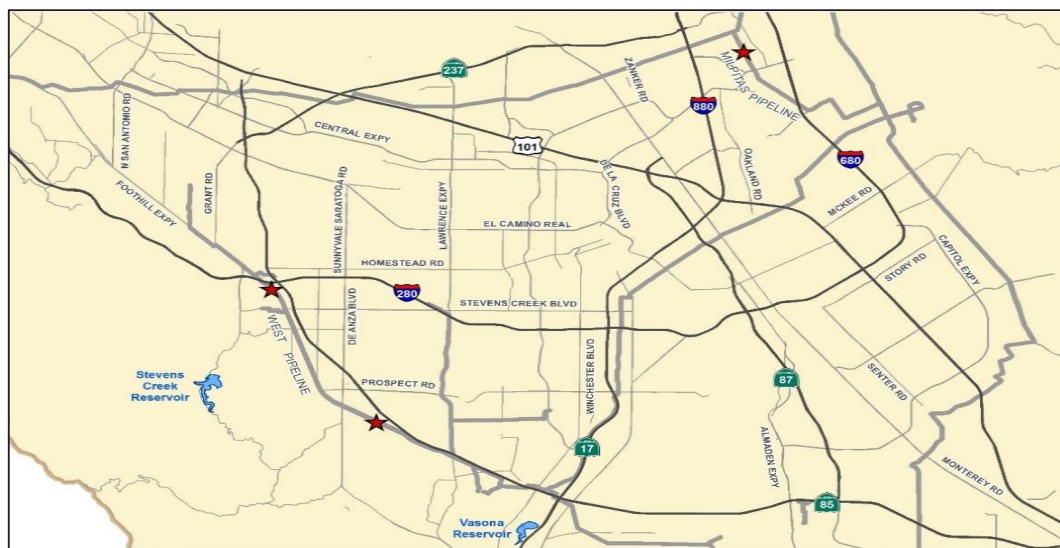 237
ZANKER RD
MILPITAS PIPELINE
880
N SAN ANTONIO RD
CENTRAL EXPY
101
DE LA CRUZ BLVD
OAKLAND RD
680
GRANT RD
FOOTHILL EXPY
SUNNYVALE SARATOGA RD
LAWRENCE EXPY
MCKEE RD
EL CAMINO REAL
CAPITOL EXPY
HOMESTEAD RD
STORY RD
280
STEVENS CREEK BLVD
DE ANZA BLVD
WEST PIPELINE
WINCHESTER BLVD
Stevens
Creek
Reservoir
PROSPECT RD
87
SENTER RD
17
ALMADEN EXPY
MONTEREY RD
85
Vasona
Reservoir